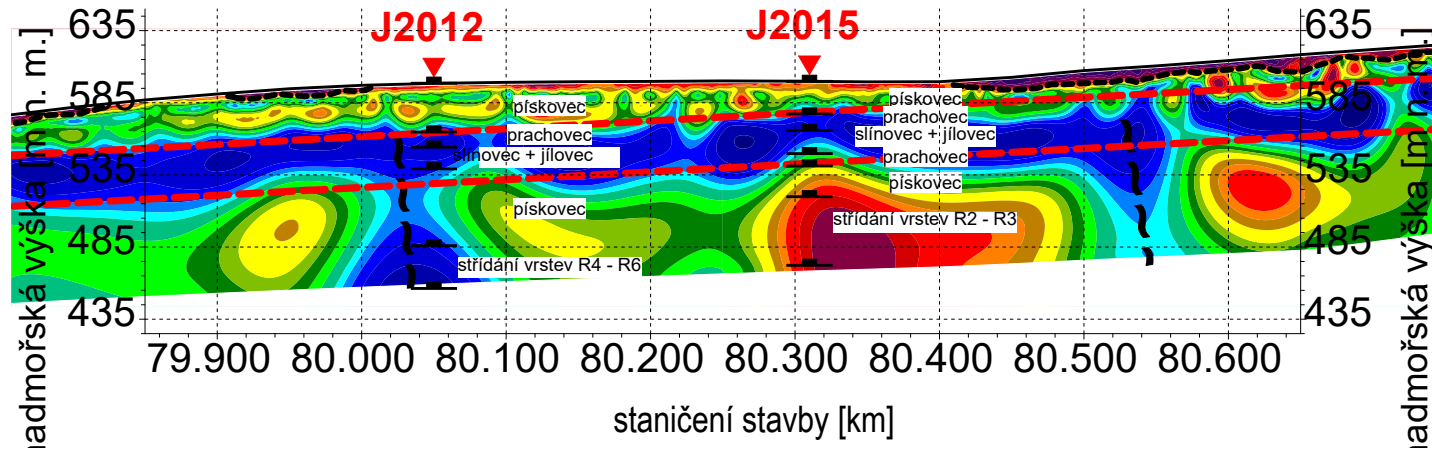 J2012
J2015
635
635
585
585
535
535
485
485
435
435
nadmořská výška [m n. m.]
nadmořská výška [m n. m.]
pískovec
prachovec
slínovec + jílovec
pískovec
střídání vrstev R4 - R6
pískovec
prachovec
slínovec + jílovec
prachovec
pískovec
střídání vrstev R2 - R3
79.900 80.000 80.100 80.200 80.300 80.400 80.500 80.600
staničení stavby [km]